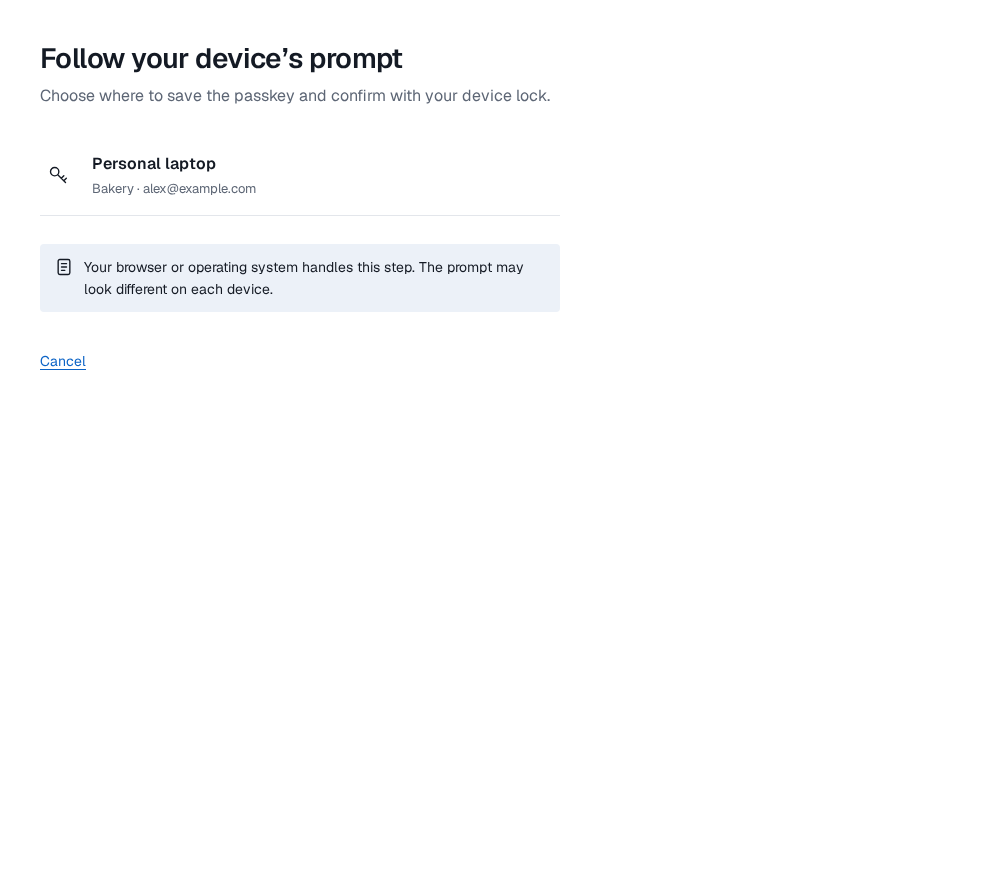 Follow your device’s prompt
Choose where to save the passkey and confirm with your device lock.
Personal laptop
Bakery · alex@example.com
Your browser or operating system handles this step. The prompt may
look different on each device.
Cancel